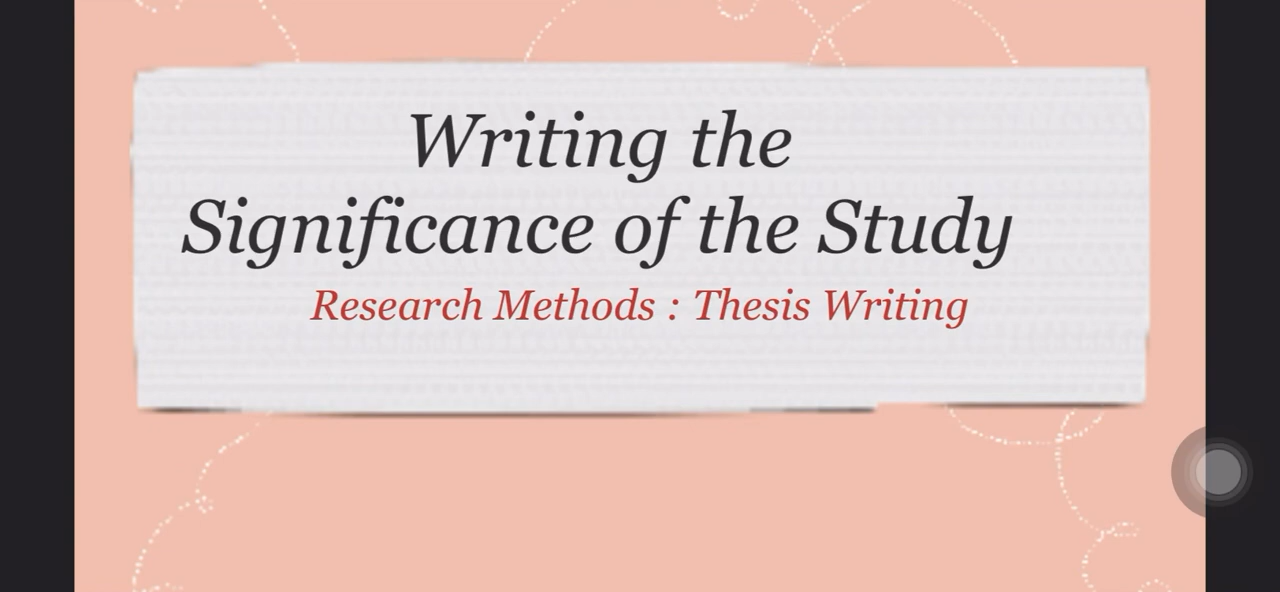 Writing the
Significance of the Study
Research Methods : Thesis Writing